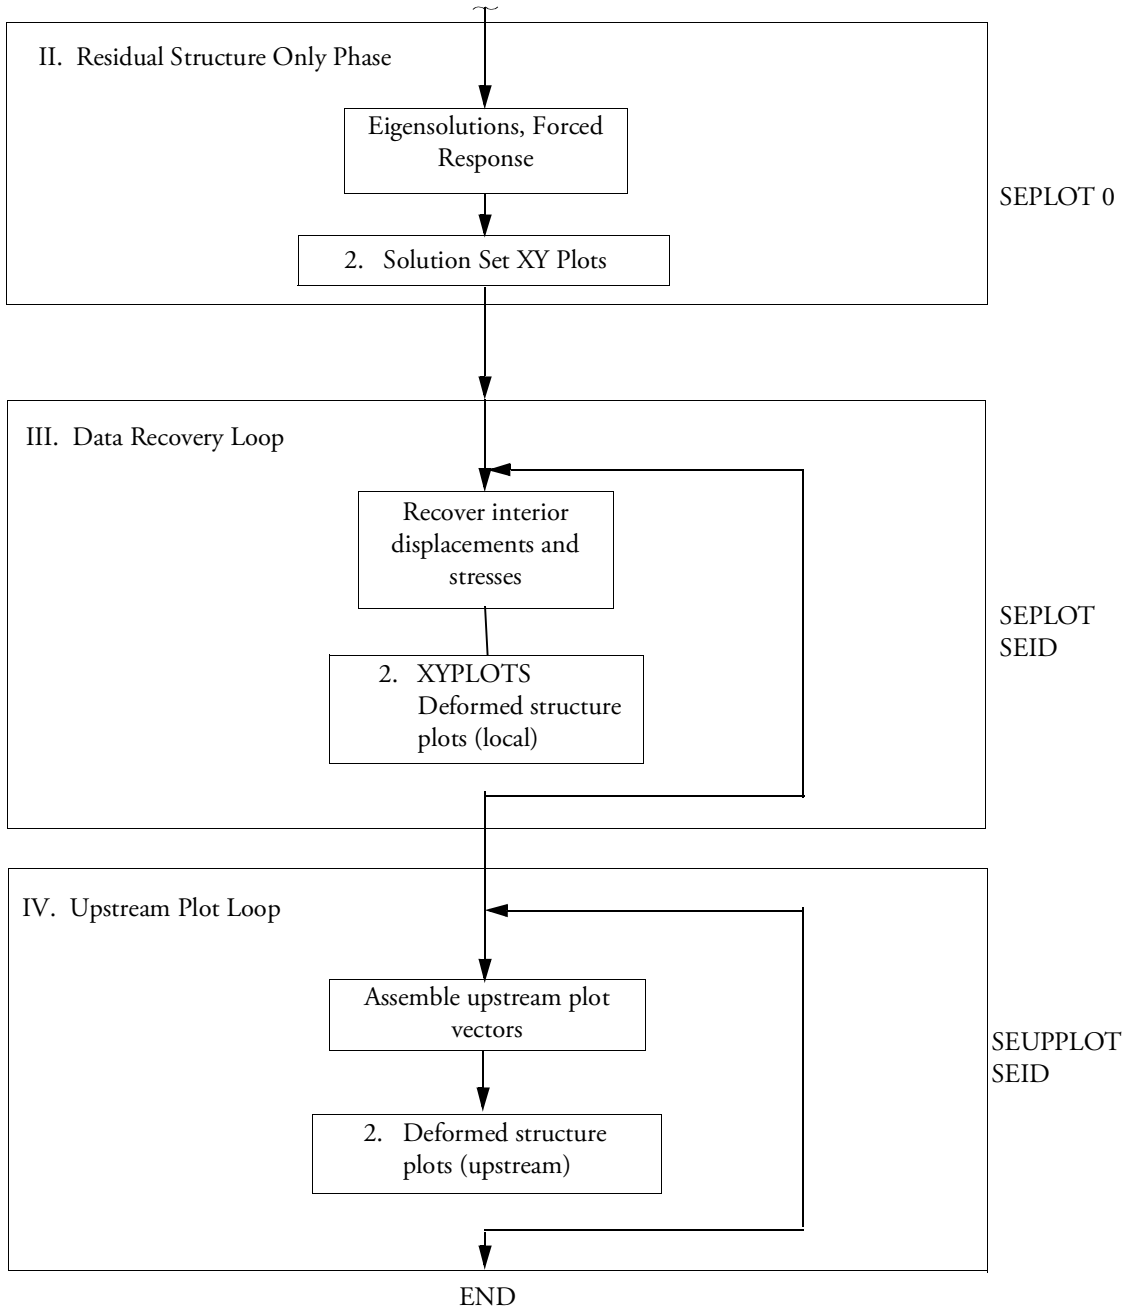 II. Residual Structure Only Phase
Eigensolutions, Forced
Response
SEPLOT 0
2. Solution Set XY Plots
III. Data Recovery Loop
Recover interior
displacements and
stresses
SEPLOT
SEID
2. XYPLOTS
Deformed structure
plots (local)
IV. Upstream Plot Loop
Assemble upstream plot
vectors
SEUPPLOT
SEID
2. Deformed structure
plots (upstream)
END